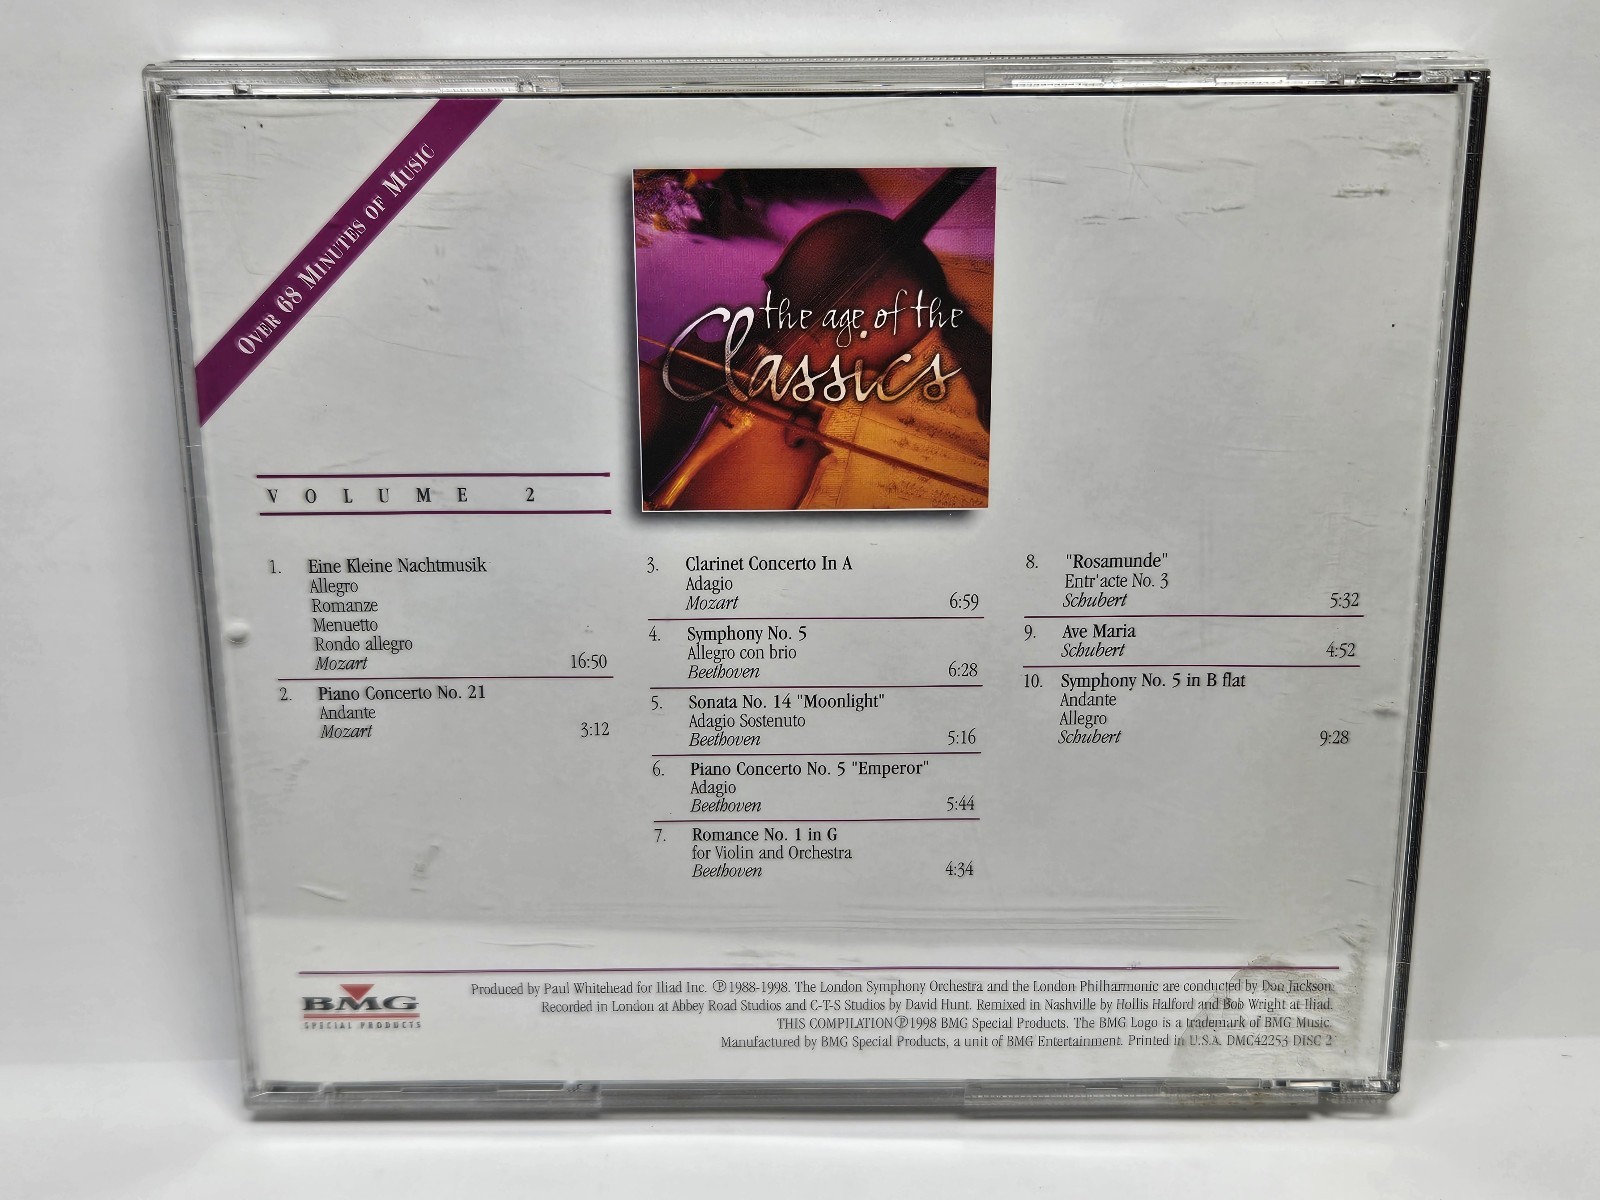 OVER 68 MINUTES OF MUSIC
the age of the
Classics
VOLUME 2
1. Eine Kleine Nachtmusik
Allegro
Romanze
Menuetto
Rondo allegro
Mozart 16:50
2. Piano Concerto No. 21
Andante
Mozart 3:12
3. Clarinet Concerto In A
Adagio
Mozart 6:59
4. Symphony No. 5
Allegro con brio
Beethoven 6:28
5. Sonata No. 14 "Moonlight"
Adagio Sostenuto
Beethoven 5:16
6. Piano Concerto No. 5 "Emperor"
Adagio
Beethoven 5:44
7. Romance No. 1 in G
for Violin and Orchestra
Beethoven 4:34
8. "Rosamunde"
Entr'acte No. 3
Schubert 5:32
9. Ave Maria
Schubert 4:52
10. Symphony No. 5 in B flat
Andante
Allegro
Schubert 9:28
BMG
SPECIAL PRODUCTS
Produced by Paul Whitehead for Iliad Inc. ℗1988-1998. The London Symphony Orchestra and the London Philharmonic are conducted by Don Jackson.
Recorded in London at Abbey Road Studios and C-T-S Studios by David Hunt. Remixed in Nashville by Hollis Halford and Bob Wright at Iliad.
THIS COMPILATION℗1998 BMG Special Products. The BMG Logo is a trademark of BMG Music.
Manufactured by BMG Special Products, a unit of BMG Entertainment. Printed in U.S.A. DMC42253 DISC 2